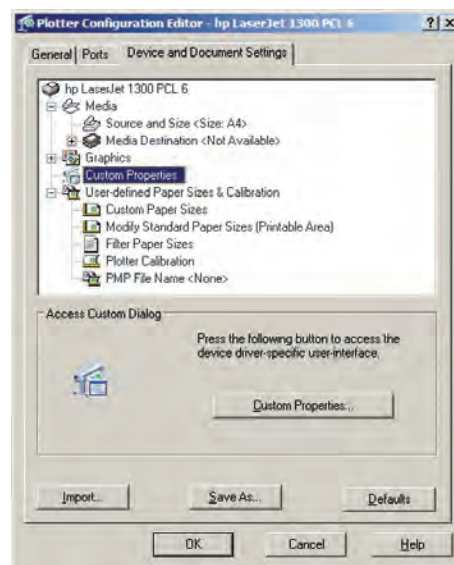 Plotter Configuration Editor - hp LaserJet 1300 PCL 6
General Ports Device and Document Settings
hp LaserJet 1300 PCL 6
Media
Source and Size <Size: A4>
Media Destination <Not Available>
Graphics
Custom Properties
User-defined Paper Sizes & Calibration
Custom Paper Sizes
Modify Standard Paper Sizes (Printable Area)
Filter Paper Sizes
Plotter Calibration
PMP File Name <None>
Access Custom Dialog
Press the following button to access the
device driver-specific user-interface.
Custom Properties...
Import... Save As... Defaults
OK Cancel Help